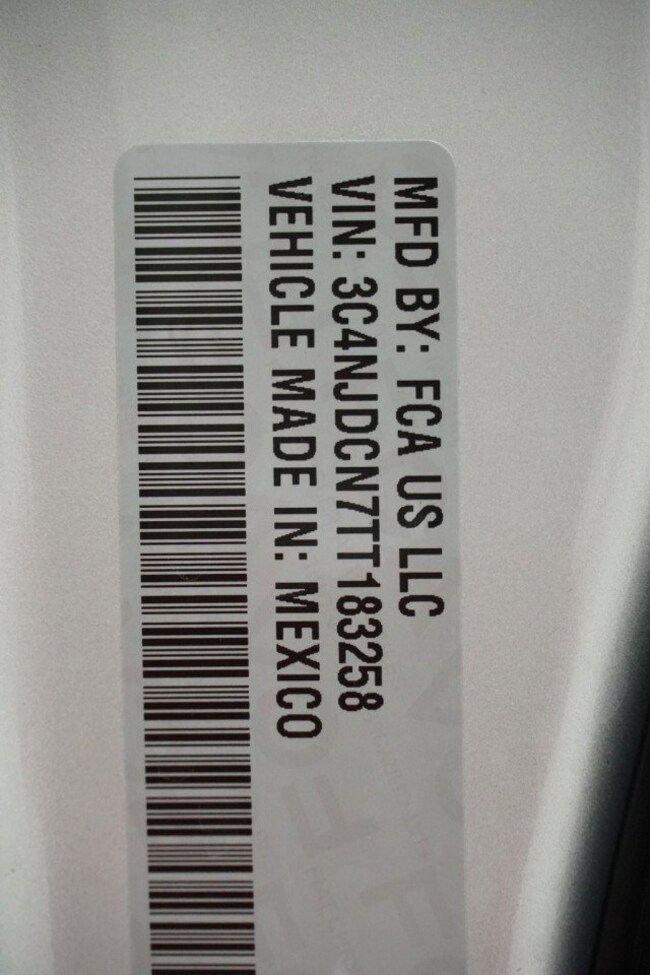 MFD BY: FCA US LLC
VIN: 3C4NJDCN7TT183258
VEHICLE MADE IN: MEXICO